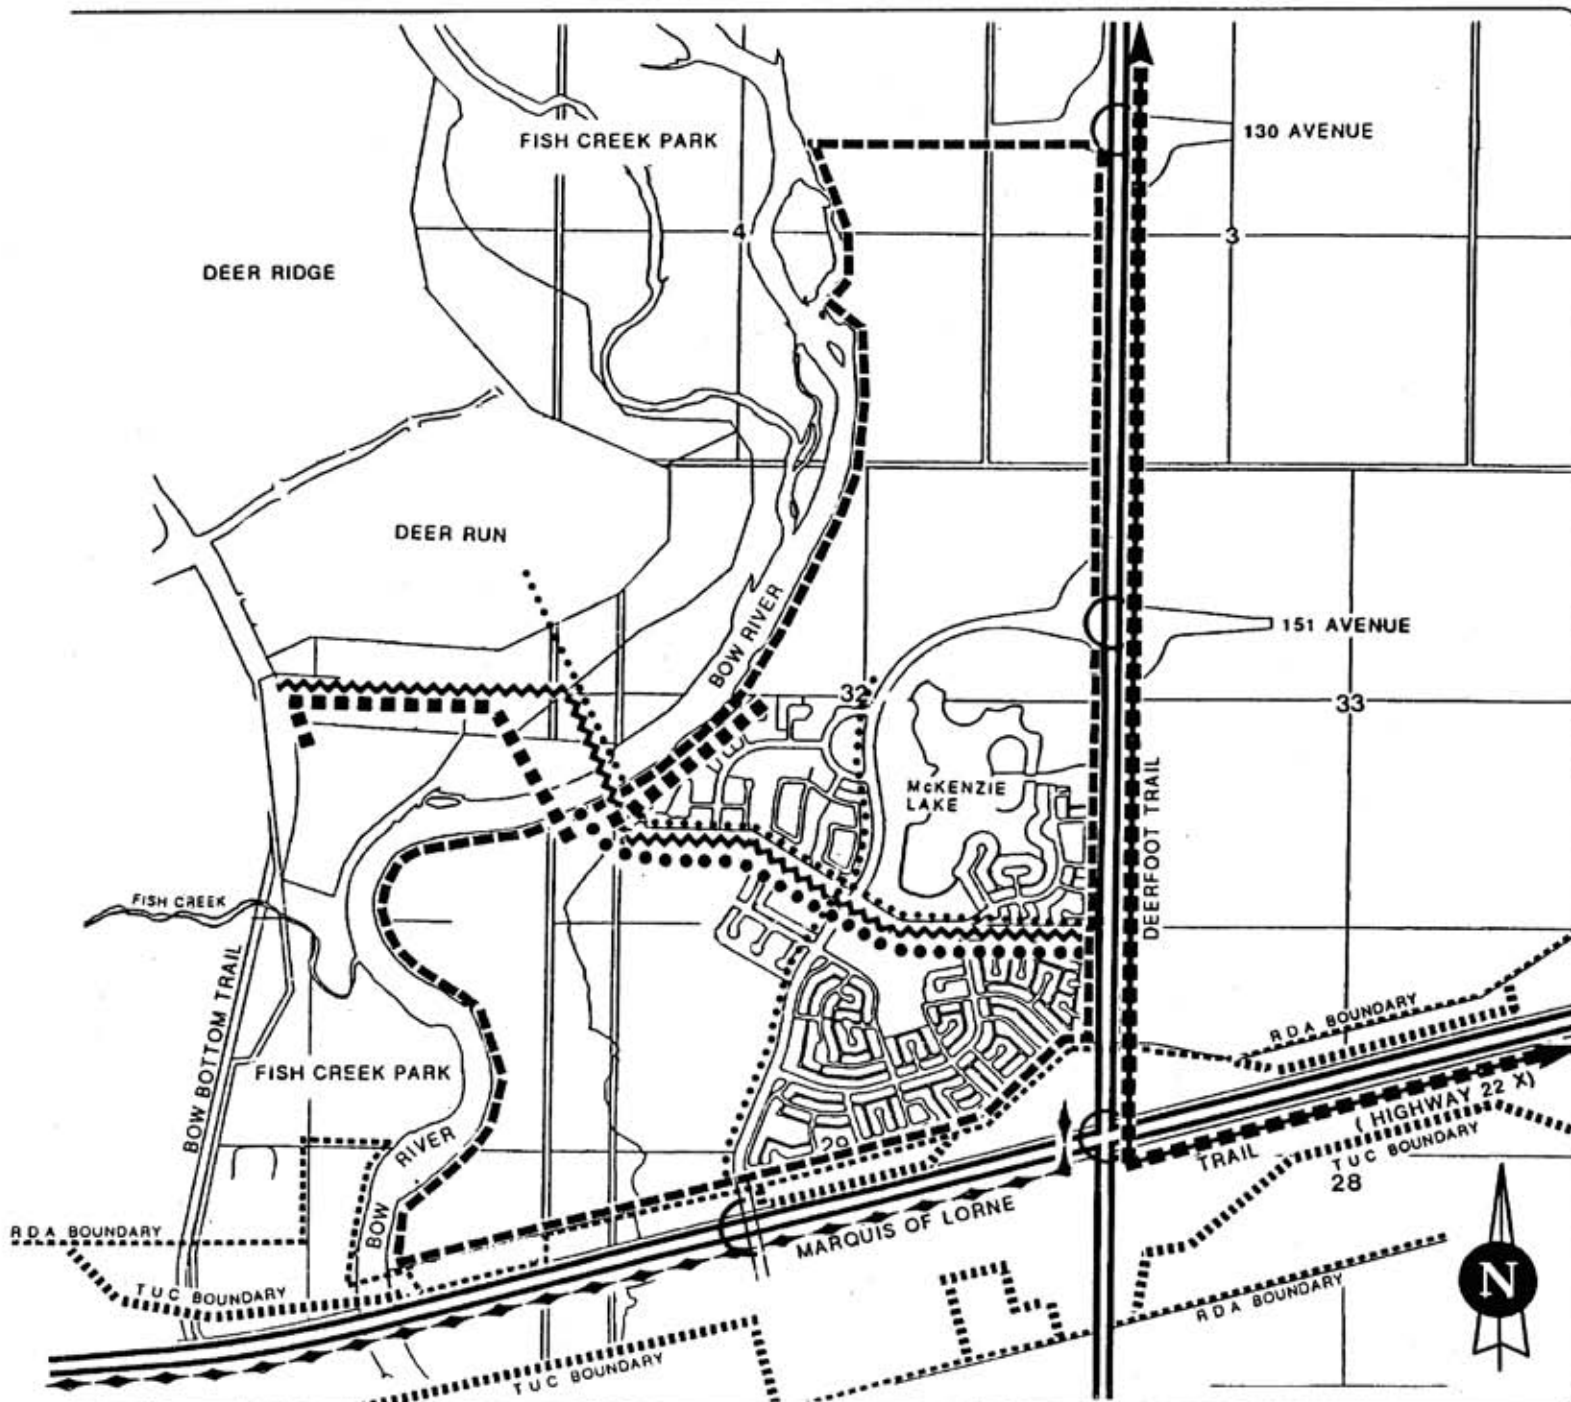 130 AVENUE
FISH CREEK PARK
4
3
DEER RIDGE
DEER RUN
BOW RIVER
151 AVENUE
32
33
McKENZIE
LAKE
DEERFOOT TRAIL
FISH CREEK
BOW BOTTOM TRAIL
R D A BOUNDARY
FISH CREEK PARK
(HIGHWAY 22 X)
29
RIVER
TRAIL
T U C BOUNDARY
28
BOW
R D A BOUNDARY
MARQUIS OF LORNE
T U C BOUNDARY
N
R D A BOUNDARY
T U C BOUNDARY